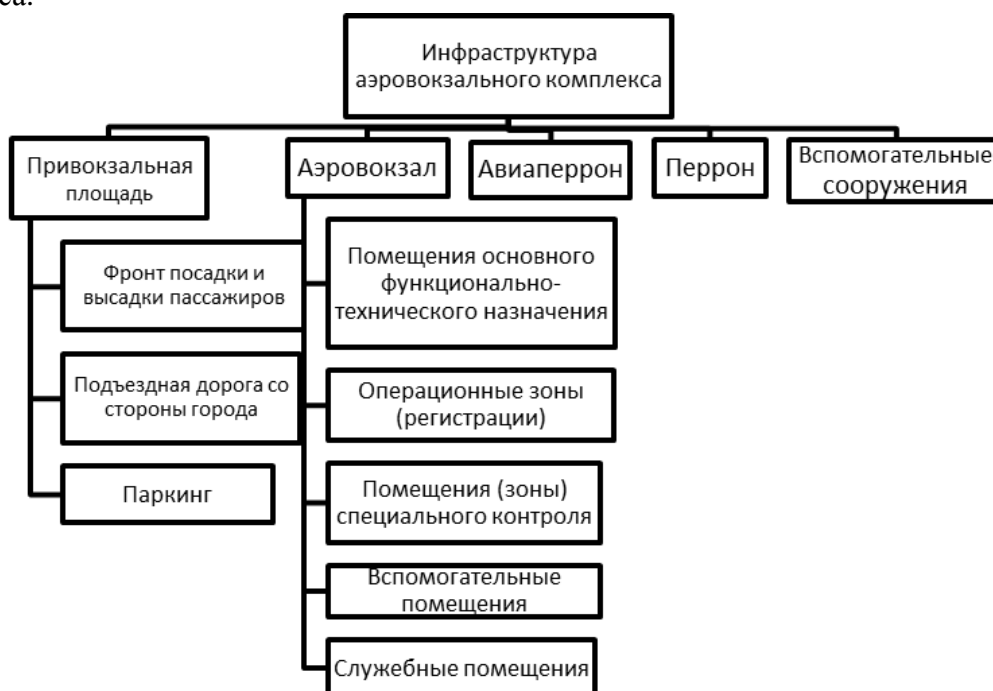 Инфраструктура
аэровокзального комплекса
Привокзальная
площадь
Аэровокзал
Авиаперрон
Перрон
Вспомогательные
сооружения
Фронт посадки и
высадки пассажиров
Подъездная дорога со
стороны города
Паркинг
Помещения основного
функционально-
технического назначения
Операционные зоны
(регистрации)
Помещения (зоны)
специального контроля
Вспомогательные
помещения
Служебные помещения